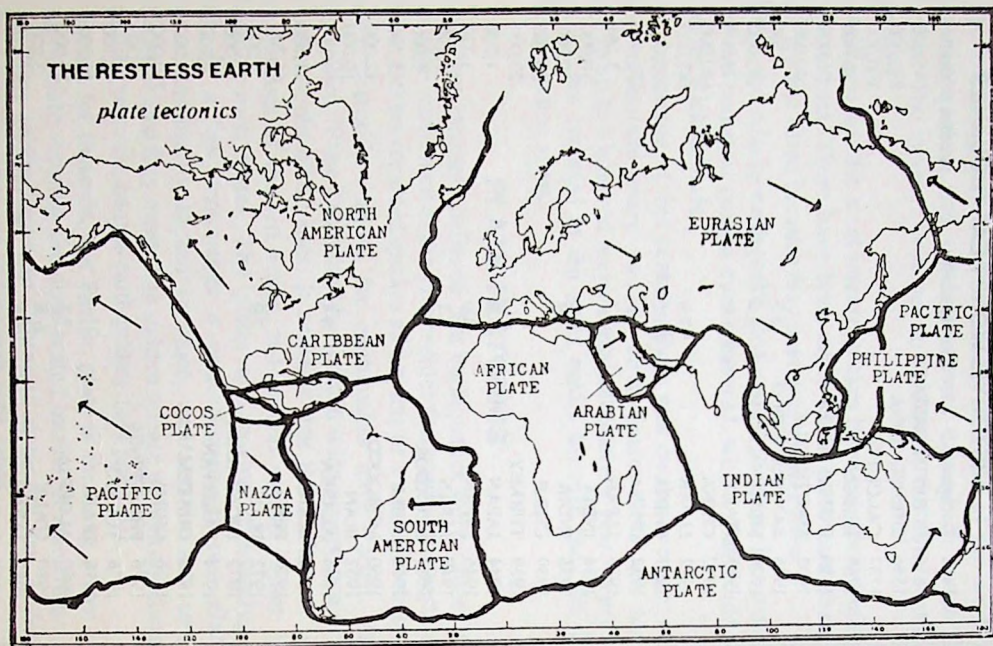 THE RESTLESS EARTH
plate tectonics
NORTH
AMERICAN
PLATE
EURASIAN
PLATE
PACIFIC
PLATE
PHILIPPINE
PLATE
CARIBBEAN
PLATE
AFRICAN
PLATE
ARABIAN
PLATE
COCOS
PLATE
PACIFIC
PLATE
NAZCA
PLATE
SOUTH
AMERICAN
PLATE
INDIAN
PLATE
ANTARCTIC
PLATE